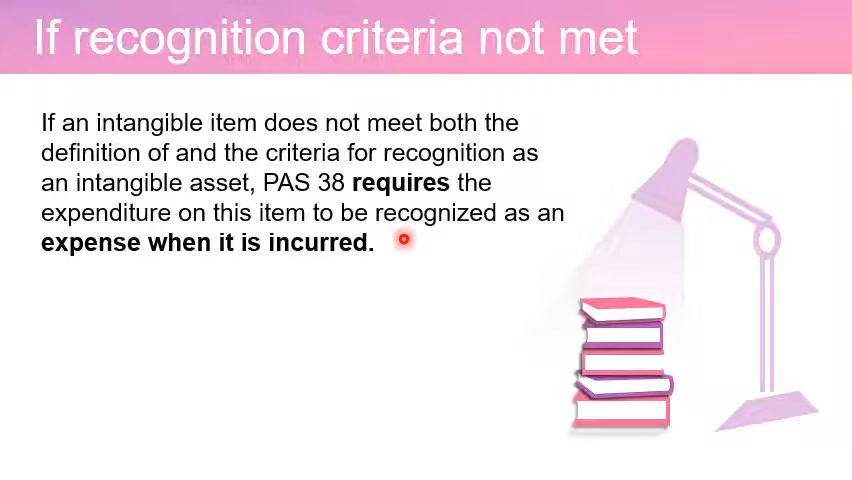 If recognition criteria not met
If an intangible item does not meet both the
definition of and the criteria for recognition as
an intangible asset, PAS 38 requires the
expenditure on this item to be recognized as an
expense when it is incurred.